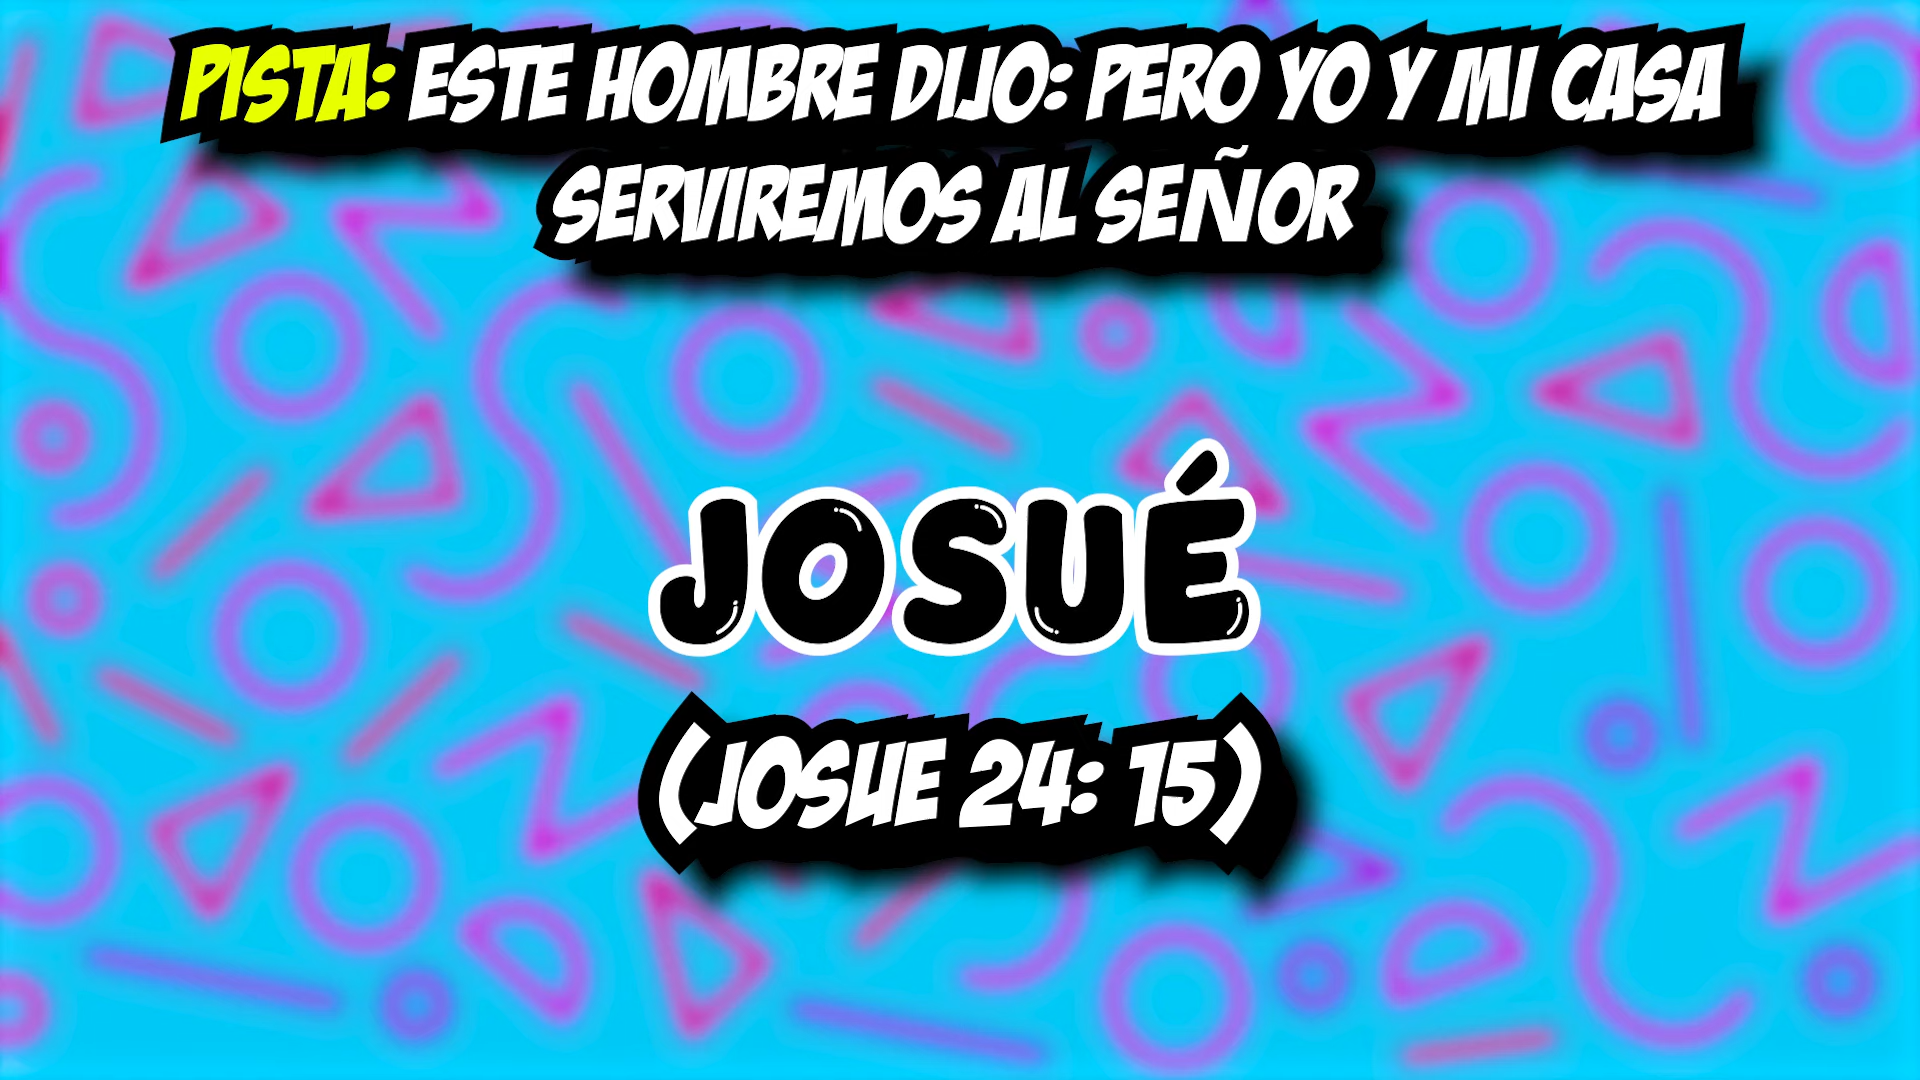 PISTA: ESTE HOMBRE DIJO: PERO YO Y MI CASA
SERVIREMOS AL SEÑOR
JOSUÉ
(JOSUE 24: 15)